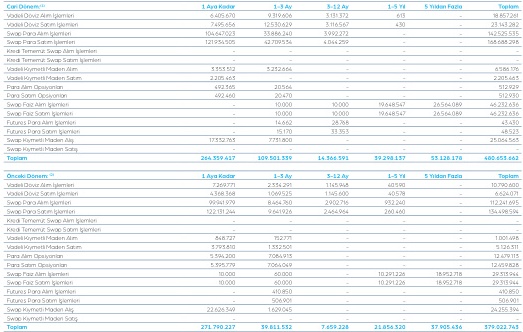 Cari Dönem: (*) 1 Aya Kadar 1–3 Ay 3–12 Ay 1–5 Yıl 5 Yıldan Fazla Toplam
Vadeli Döviz Alım İşlemleri 6.405.670 9.319.606 3.131.372 613 – 18.857.261
Vadeli Döviz Satım İşlemleri 7.495.656 12.530.629 3.116.567 430 – 23.143.282
Swap Para Alım İşlemleri 104.647.023 33.886.240 3.992.272 – – 142.525.535
Swap Para Satım İşlemleri 121.934.505 42.709.534 4.044.259 – – 168.688.298
Kredi Temerrüt Swap Alım İşlemleri – – – – – –
Kredi Temerrüt Swap Satım İşlemleri – – – – – –
Vadeli Kıymetli Maden Alım 3.353.512 3.232.664 – – – 6.586.176
Vadeli Kıymetli Maden Satım 2.205.463 – – – – 2.205.463
Para Alım Opsiyonları 492.365 20.564 – – – 512.929
Para Satım Opsiyonları 492.460 20.470 – – – 512.930
Swap Faiz Alım İşlemleri – 10.000 10.000 19.648.547 26.564.089 46.232.636
Swap Faiz Satım İşlemleri – 10.000 10.000 19.648.547 26.564.089 46.232.636
Futures Para Alım İşlemleri – 14.662 28.768 – – 43.430
Futures Para Satım İşlemleri – 15.170 33.353 – – 48.523
Swap Kıymetli Maden Alış 17.332.763 7.731.800 – – – 25.064.563
Swap Kıymetli Maden Satış – – – – – –
Toplam 264.359.417 109.501.339 14.366.591 39.298.137 53.128.178 480.653.662
Önceki Dönem: (*) 1 Aya Kadar 1–3 Ay 3–12 Ay 1–5 Yıl 5 Yıldan Fazla Toplam
Vadeli Döviz Alım İşlemleri 7.269.771 2.334.291 1.145.948 40.590 – 10.790.600
Vadeli Döviz Satım İşlemleri 4.368.368 1.069.525 1.145.600 40.578 – 6.624.071
Swap Para Alım İşlemleri 99.941.979 8.464.760 2.902.716 932.240 – 112.241.695
Swap Para Satım İşlemleri 122.131.244 9.641.926 2.464.964 260.460 – 134.498.594
Kredi Temerrüt Swap Alım İşlemleri – – – – – –
Kredi Temerrüt Swap Satım İşlemleri – – – – – –
Vadeli Kıymetli Maden Alım 848.727 152.771 – – – 1.001.498
Vadeli Kıymetli Maden Satım 3.793.810 1.332.501 – – – 5.126.311
Para Alım Opsiyonları 5.394.200 7.084.913 – – – 12.479.113
Para Satım Opsiyonları 5.395.779 7.064.049 – – – 12.459.828
Swap Faiz Alım İşlemleri 10.000 60.000 – 10.291.226 18.952.718 29.313.944
Swap Faiz Satım İşlemleri 10.000 60.000 – 10.291.226 18.952.718 29.313.944
Futures Para Alım İşlemleri – 410.850 – – – 410.850
Futures Para Satım İşlemleri – 506.901 – – – 506.901
Swap Kıymetli Maden Alış 22.626.349 1.629.045 – – – 24.255.394
Swap Kıymetli Maden Satış – – – – – –
Toplam 271.790.227 39.811.532 7.659.228 21.856.320 37.905.436 379.022.743